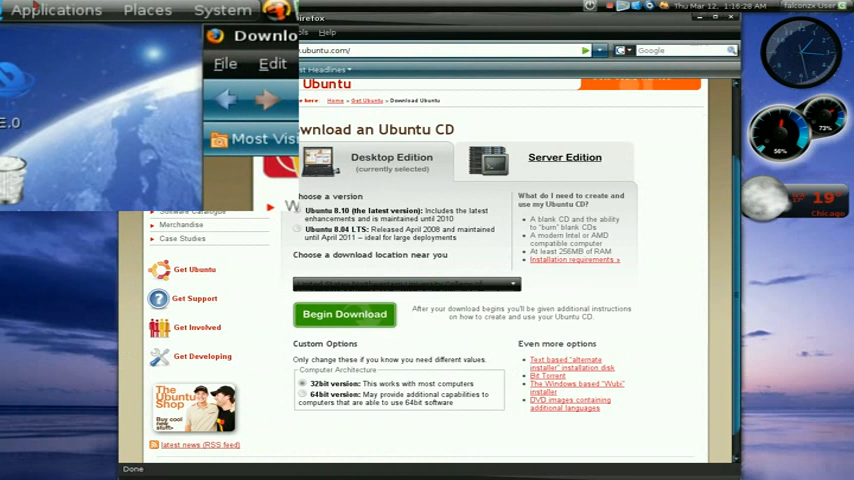 Applications Places System
Thu Mar 12, 1:16:28 AM falconzx User
Downlo
File Edit
Help
.ubuntu.com/
Google
Most Visi
st Headlines
E.0
Ubuntu
Home » Get Ubuntu » Download Ubuntu
wnload an Ubuntu CD
Desktop Edition
(currently selected)
Server Edition
hoose a version
Ubuntu 8.10 (the latest version): Includes the latest
enhancements and is maintained until 2010
Ubuntu 8.04 LTS: Released April 2008 and maintained
until April 2011 – ideal for large deployments
Choose a download location near you
What do I need to create and
use my Ubuntu CD?
A blank CD and the ability
to "burn" blank CDs
A modern Intel or AMD
compatible computer
At least 256MB of RAM
Installation requirements »
Merchandise
Case Studies
Get Ubuntu
Get Support
Get Involved
Get Developing
Begin Download
After your download begins you'll be given additional instructions
on how to create and use your Ubuntu CD.
Custom Options
Only change these if you know you need different values.
Computer Architecture
32bit version: This works with most computers
64bit version: May provide additional capabilities to
computers that are able to use 64bit software
Even more options
Text based "alternate
installer" installation disk
Bit Torrent
The Windows based "Wubi"
installer
DVD images containing
additional languages
The
Ubuntu
Shop
Buy cool
new
stuff>
latest news (RSS feed)
Done
56%
73%
19°
Chicago